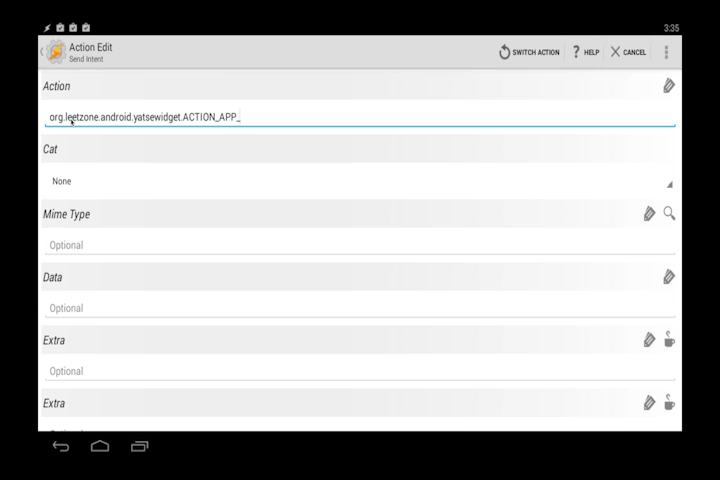 3:35
Action Edit
Send Intent
SWITCH ACTION
? HELP
CANCEL
Action
org.leetzone.android.yatsewidget.ACTION_APP_
Cat
None
Mime Type
Optional
Data
Optional
Extra
Optional
Extra